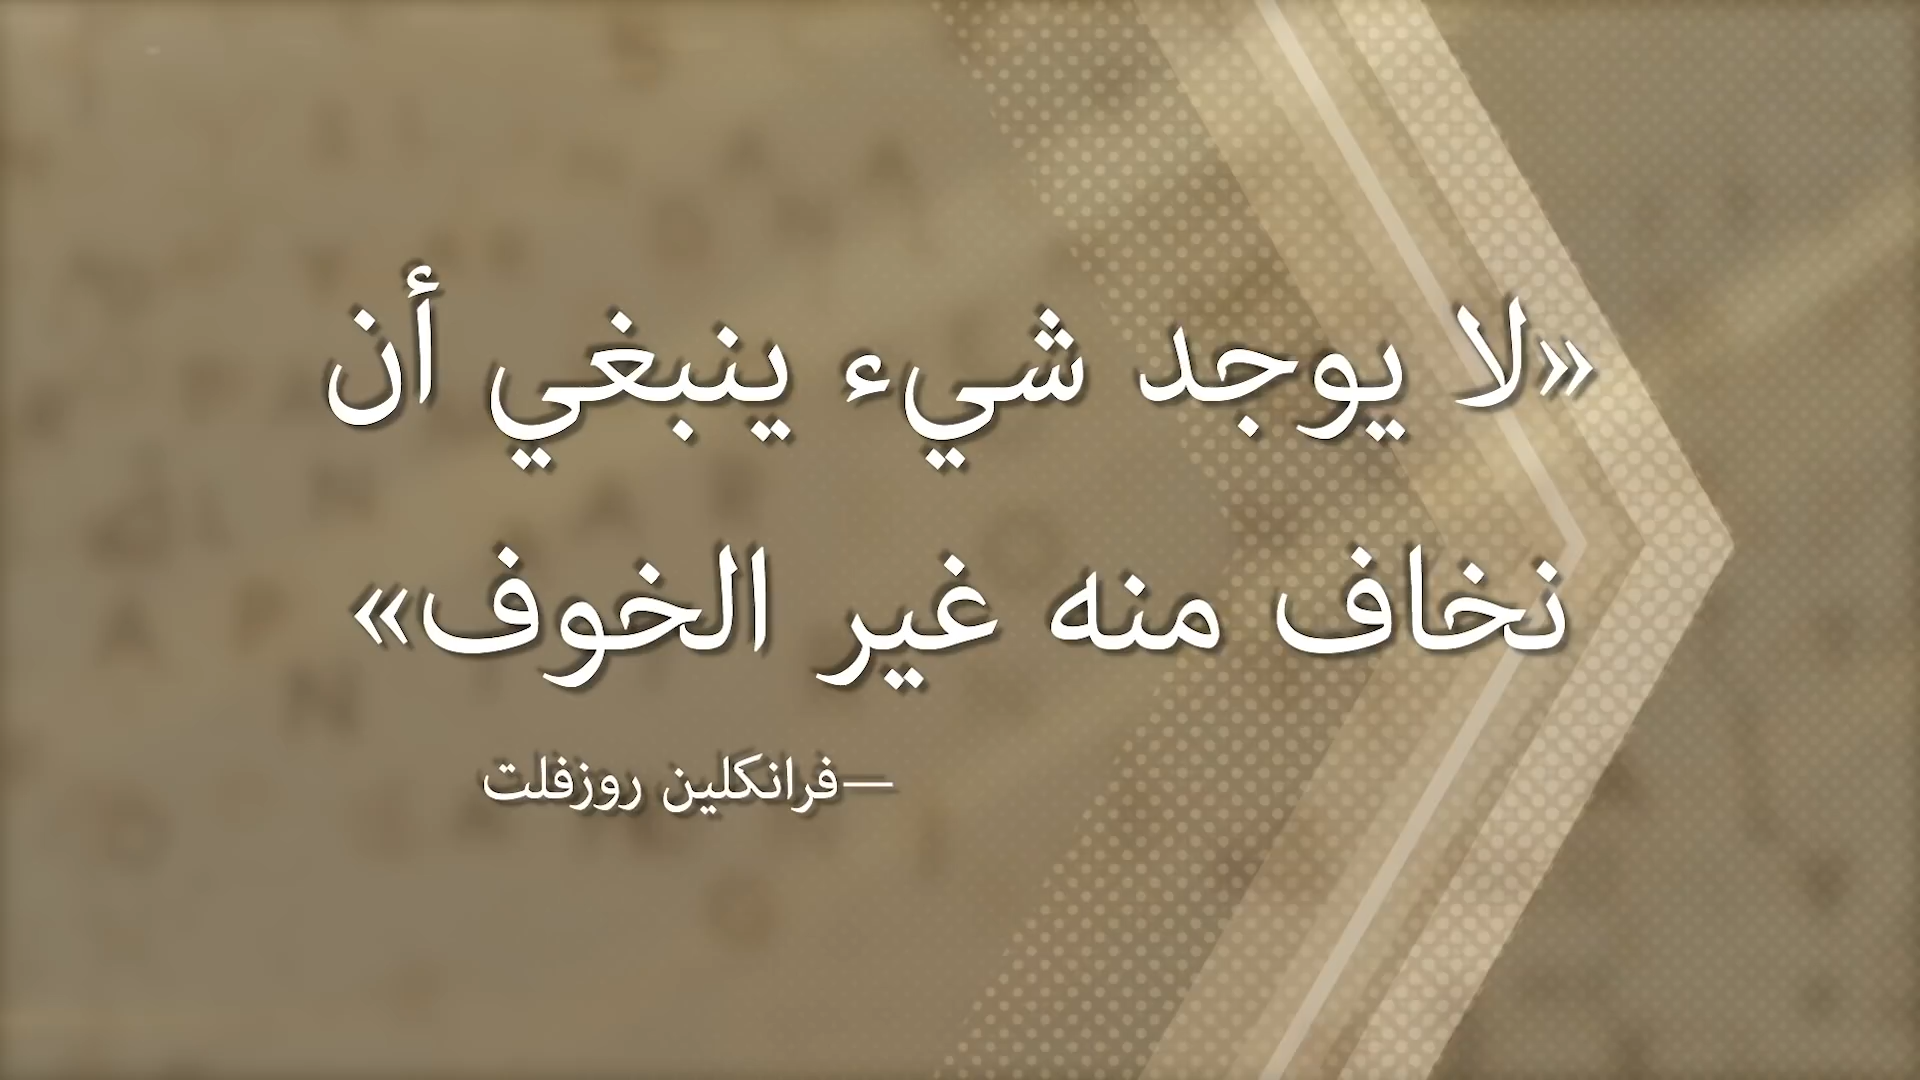 «لا يوجد شيء ينبغي أن
نخاف منه غير الخوف»
—فرانكلين روزفلت